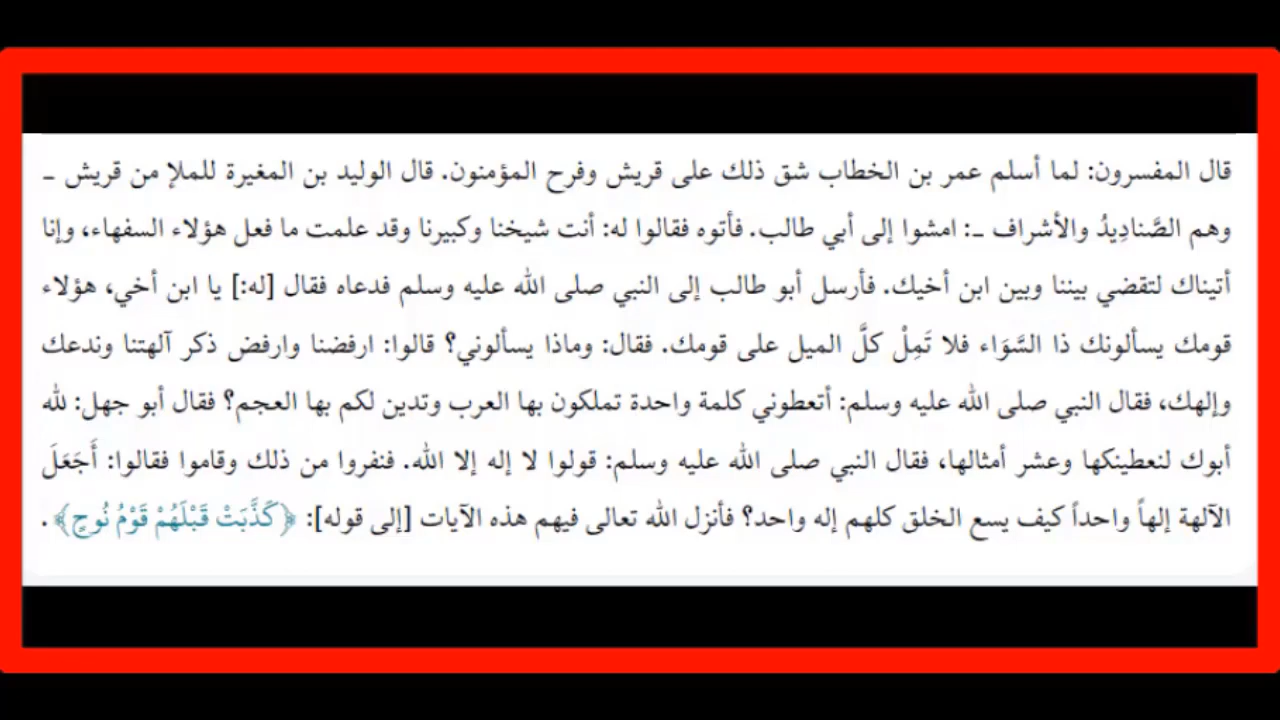 قال المفسرون: لما أسلم عمر بن الخطاب شق ذلك على قريش وفرح المؤمنون. قال الوليد بن المغيرة للملإ من قريش ـ
وهم الصَّناديدُ والأشراف ـ: امشوا إلى أبي طالب. فأتوه فقالوا له: أنت شيخنا وكبيرنا وقد علمت ما فعل هؤلاء السفهاء، وإنا
أتيناك لتقضي بيننا وبين ابن أخيك. فأرسل أبو طالب إلى النبي صلى الله عليه وسلم فدعاه فقال [له:] يا ابن أخي، هؤلاء
قومك يسألونك ذا السَّوَاء فلا تَمِلْ كلَّ الميل على قومك. فقال: وماذا يسألوني؟ قالوا: ارفضنا وارفض ذكر آلهتنا وندعك
وإلهك، فقال النبي صلى الله عليه وسلم: أتعطوني كلمة واحدة تملكون بها العرب وتدين لكم بها العجم؟ فقال أبو جهل: لله
أبوك لنعطينكها وعشر أمثالها، فقال النبي صلى الله عليه وسلم: قولوا لا إله إلا الله. فنفروا من ذلك وقاموا فقالوا: أَجَعَلَ
الآلهة إلهاً واحداً كيف يسع الخلق كلهم إله واحد؟ فأنزل الله تعالى فيهم هذه الآيات [إلى قوله]: ﴿كَذَّبَتْ قَبْلَهُمْ قَوْمُ نُوحٍ﴾.